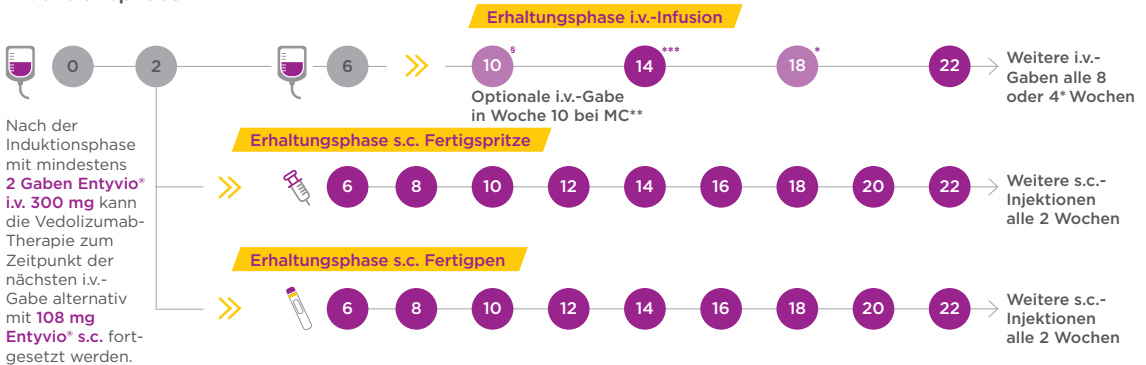 Erhaltungsphase i.v.-Infusion
0 2 6 10§ 14*** 18* 22
Weitere i.v.-
Gaben alle 8
oder 4* Wochen
Optionale i.v.-Gabe
in Woche 10 bei MC**
Nach der
Induktionsphase
mit mindestens
2 Gaben Entyvio®
i.v. 300 mg kann
die Vedolizumab-
Therapie zum
Zeitpunkt der
nächsten i.v.-
Gabe alternativ
mit 108 mg
Entyvio® s.c. fort-
gesetzt werden.
Erhaltungsphase s.c. Fertigspritze
6 8 10 12 14 16 18 20 22
Weitere s.c.-
Injektionen
alle 2 Wochen
Erhaltungsphase s.c. Fertigpen
6 8 10 12 14 16 18 20 22
Weitere s.c.-
Injektionen
alle 2 Wochen